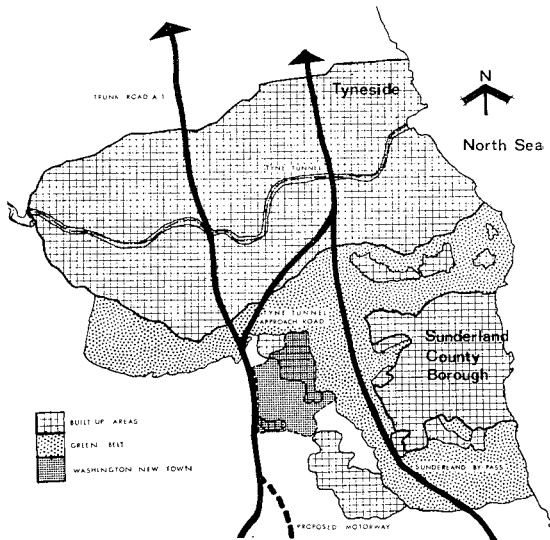 Tyneside
TRUNK ROAD A 1
N
North Sea
TYNE TUNNEL
TYNE TUNNEL
APPROACH ROAD
Sunderland
County
Borough
BUILT UP AREAS
GREEN BELT
WASHINGTON NEW TOWN
SUNDERLAND BY PASS
PROPOSED MOTORWAY